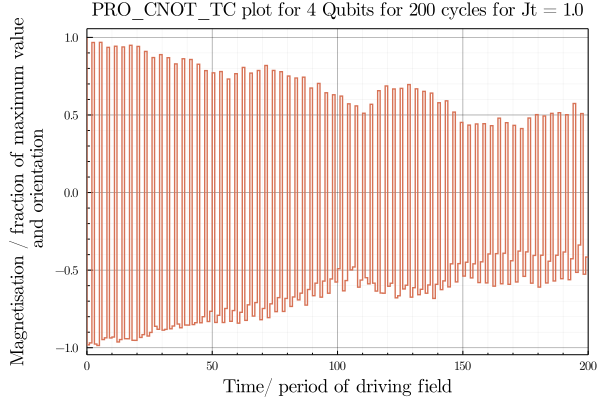 PRO_CNOT_TC plot for 4 Qubits for 200 cycles for Jt = 1.0
Magnetisation / fraction of maximum value
and orientation
1.0
0.5
0.0
−0.5
−1.0
0
50
100
150
200
Time/ period of driving field